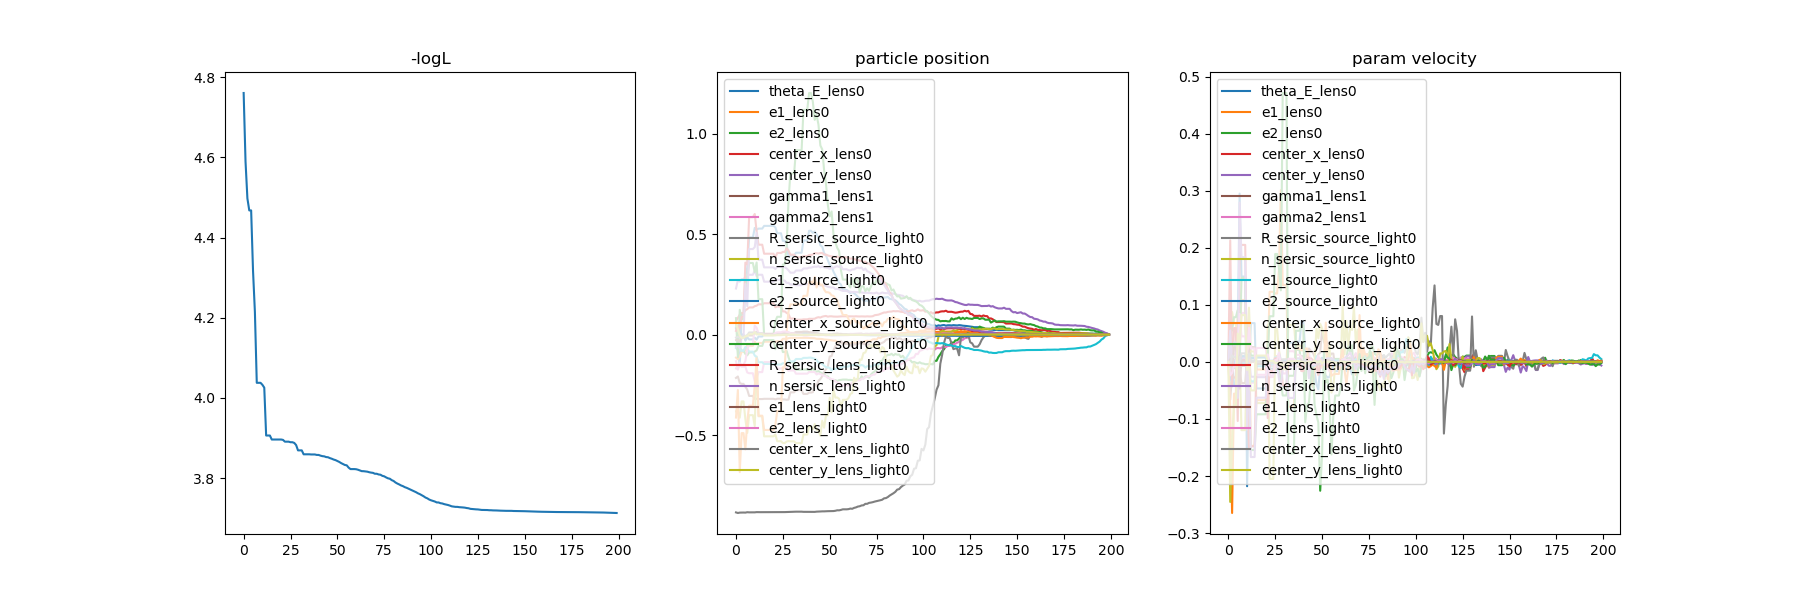 -logL
4.8
4.6
4.4
4.2
4.0
3.8
0 25 50 75 100 125 150 175 200
particle position
1.0
0.5
0.0
−0.5
theta_E_lens0
e1_lens0
e2_lens0
center_x_lens0
center_y_lens0
gamma1_lens1
gamma2_lens1
R_sersic_source_light0
n_sersic_source_light0
e1_source_light0
e2_source_light0
center_x_source_light0
center_y_source_light0
R_sersic_lens_light0
n_sersic_lens_light0
e1_lens_light0
e2_lens_light0
center_x_lens_light0
center_y_lens_light0
0 25 50 75 100 125 150 175 200
param velocity
0.5
0.4
0.3
0.2
0.1
0.0
−0.1
−0.2
−0.3
theta_E_lens0
e1_lens0
e2_lens0
center_x_lens0
center_y_lens0
gamma1_lens1
gamma2_lens1
R_sersic_source_light0
n_sersic_source_light0
e1_source_light0
e2_source_light0
center_x_source_light0
center_y_source_light0
R_sersic_lens_light0
n_sersic_lens_light0
e1_lens_light0
e2_lens_light0
center_x_lens_light0
center_y_lens_light0
0 25 50 75 100 125 150 175 200